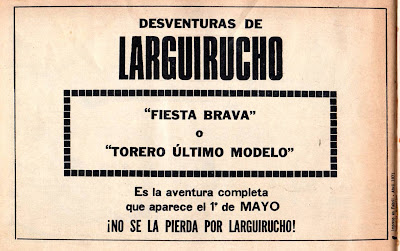 DESVENTURAS DE
LARGUIRUCHO
“FIESTA BRAVA”
o
“TORERO ÚLTIMO MODELO”
Es la aventura completa
que aparece el 1º de MAYO
¡NO SE LA PIERDA POR LARGUIRUCHO!